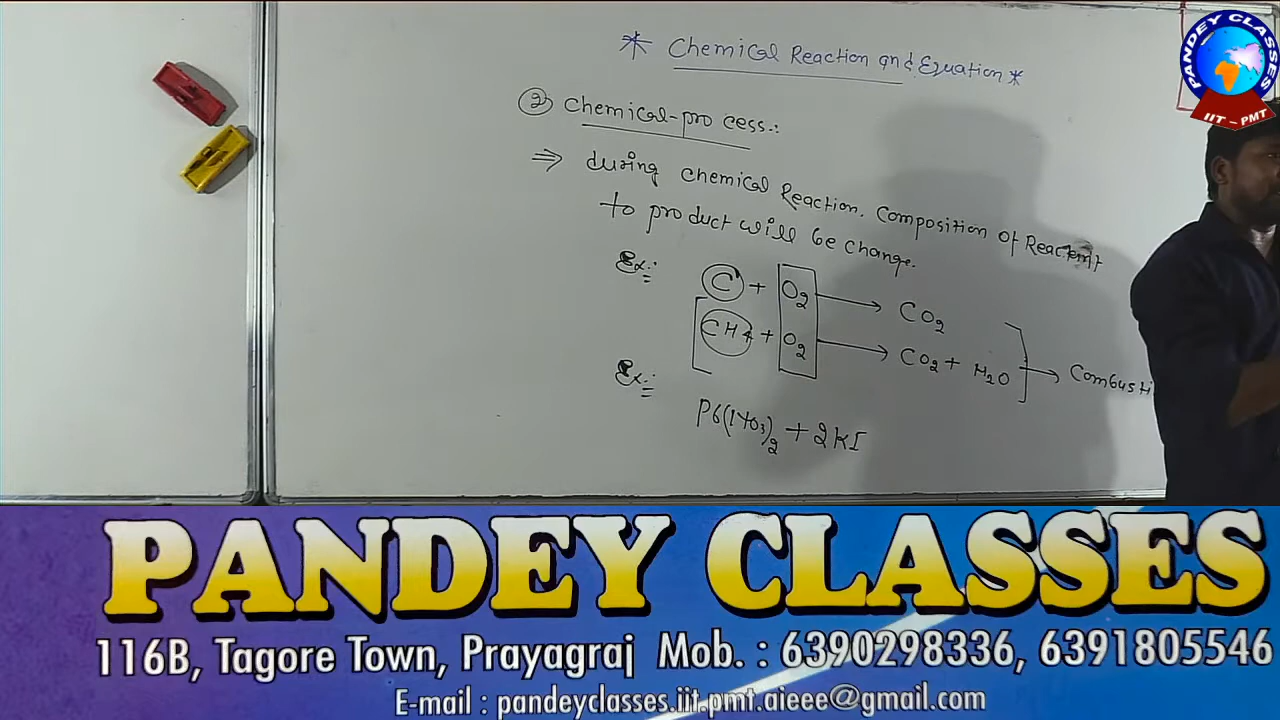 * Chemical Reaction and Equation *
② Chemical-process:
⇒ during chemical Reaction. Composition of Reactent
to product will be change.
Ex:
C + O2 → CO2
CH4 + O2 → CO2 + H2O → Combusti
Ex:
Pb(NO3)2 + 2KI
PANDEY CLASSES
IIT - PMT
PANDEY CLASSES
116B, Tagore Town, Prayagraj Mob. : 6390298336, 6391805546
E-mail : pandeyclasses.iit.pmt.aieee@gmail.com